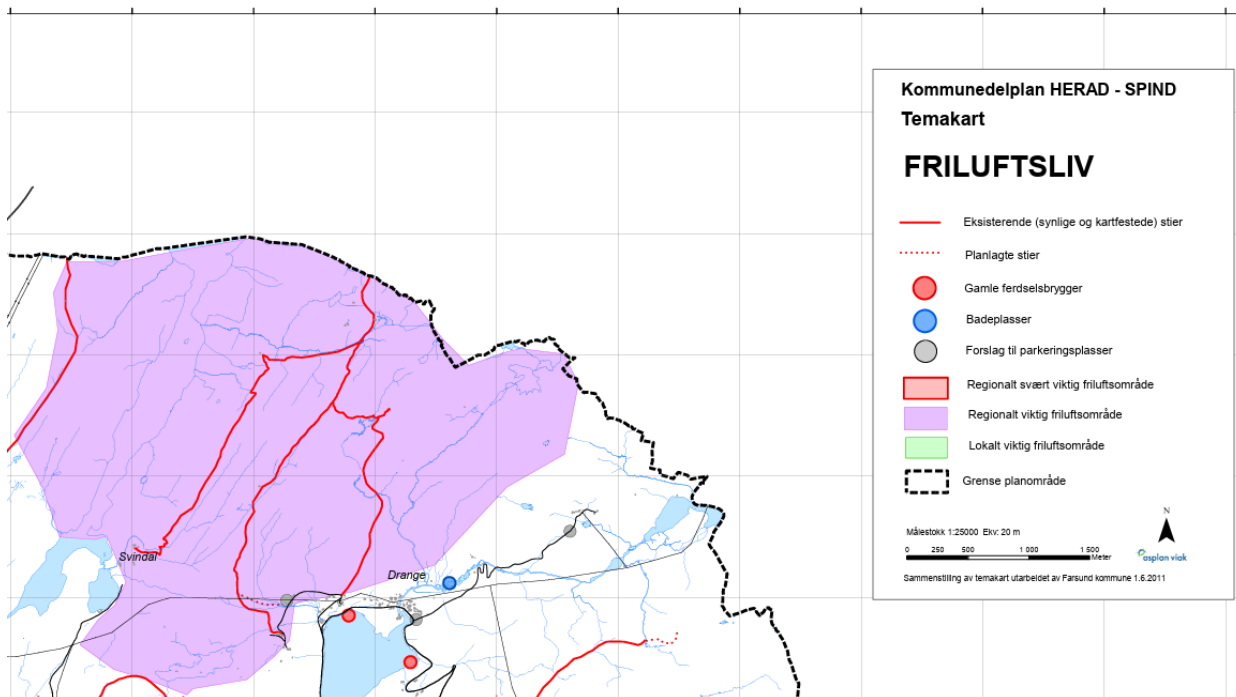 Kommunedelplan HERAD - SPIND
Temakart
FRILUFTSLIV
Eksisterende (synlige og kartfestede) stier
Planlagte stier
Gamle ferdselsbrygger
Badeplasser
Forslag til parkeringsplasser
Regionalt svært viktig friluftsområde
Regionalt viktig friluftsområde
Lokalt viktig friluftsområde
Grense planområde
N
Målestokk 1:25000 Ekv: 20 m
0 250 500 1 000 1 500
Meter
asplan viak
Sammenstilling av temakart utarbeidet av Farsund kommune 1.6.2011
Svindal
Drange